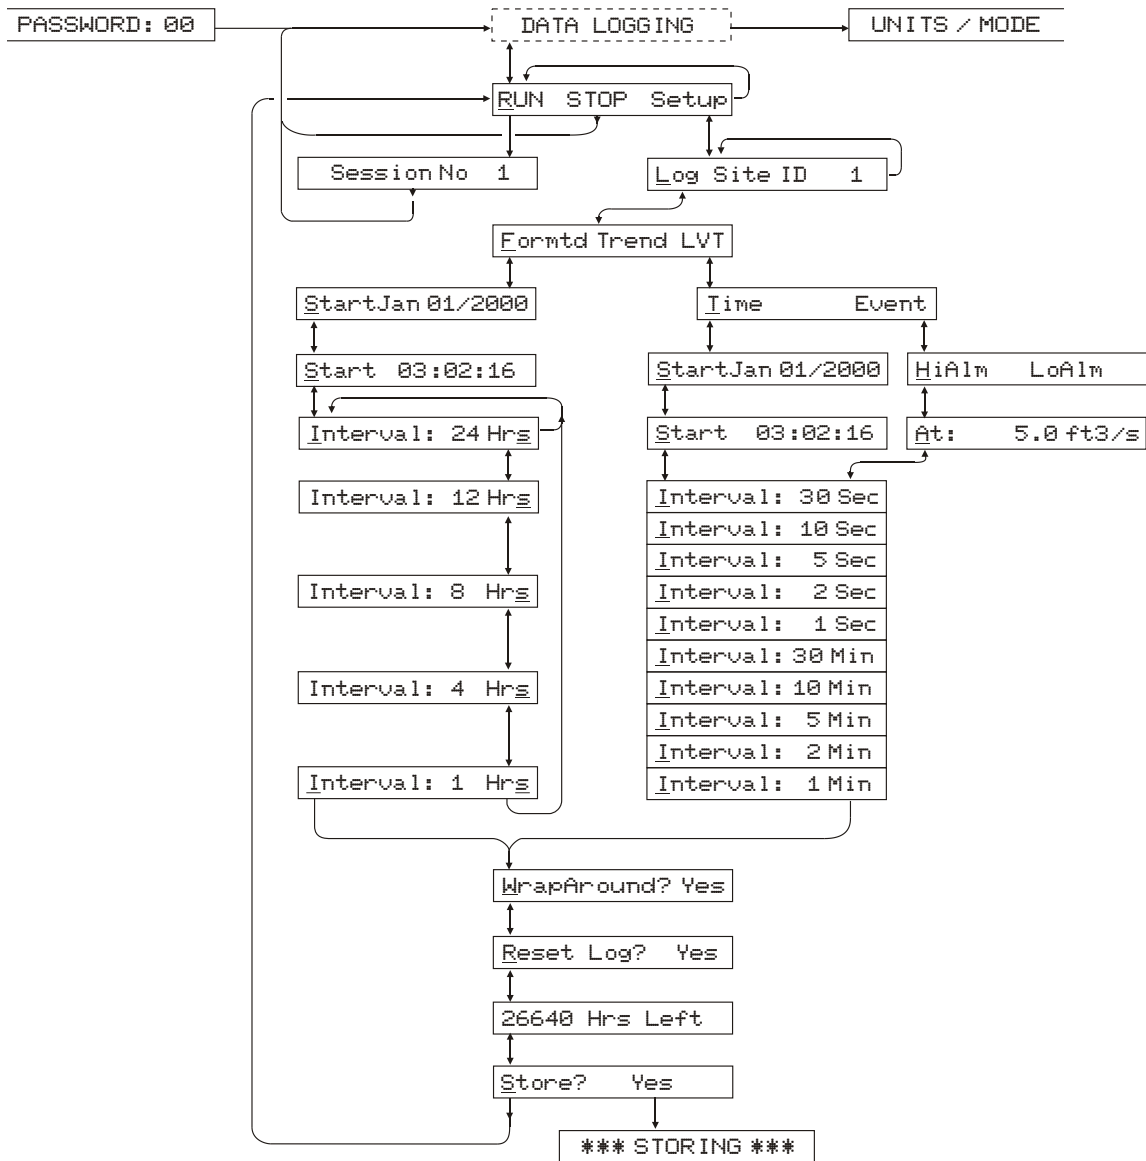 PASSWORD: 00
DATA LOGGING
UNITS / MODE
RUN STOP Setup
Session No 1
Log Site ID 1
Formtd Trend LVT
StartJan 01/2000
Time Event
Start 03:02:16
StartJan 01/2000
HiAlm LoAlm
Interval: 24 Hrs
Start 03:02:16
At: 5.0 ft3/s
Interval: 12 Hrs
Interval: 8 Hrs
Interval: 4 Hrs
Interval: 1 Hrs
Interval: 30 Sec
Interval: 10 Sec
Interval: 5 Sec
Interval: 2 Sec
Interval: 1 Sec
Interval: 30 Min
Interval: 10 Min
Interval: 5 Min
Interval: 2 Min
Interval: 1 Min
WrapAround? Yes
Reset Log? Yes
26640 Hrs Left
Store? Yes
*** STORING ***